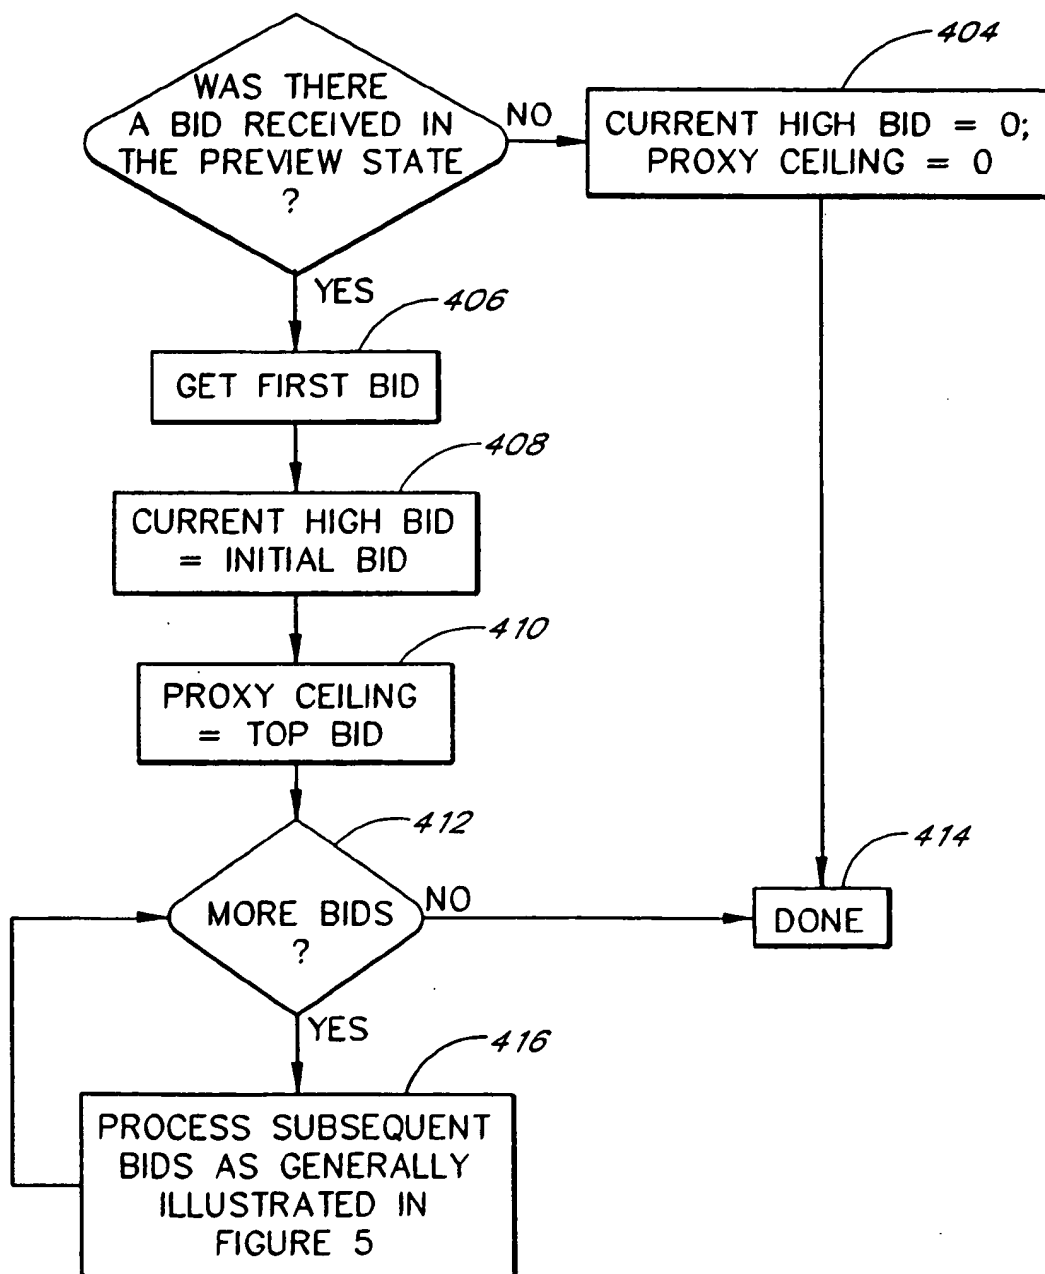 WAS THERE
A BID RECEIVED IN
THE PREVIEW STATE
?
NO
404
CURRENT HIGH BID = 0;
PROXY CEILING = 0
YES
406
GET FIRST BID
408
CURRENT HIGH BID
= INITIAL BID
410
PROXY CEILING
= TOP BID
412
MORE BIDS
?
NO
414
DONE
YES
416
PROCESS SUBSEQUENT
BIDS AS GENERALLY
ILLUSTRATED IN
FIGURE 5